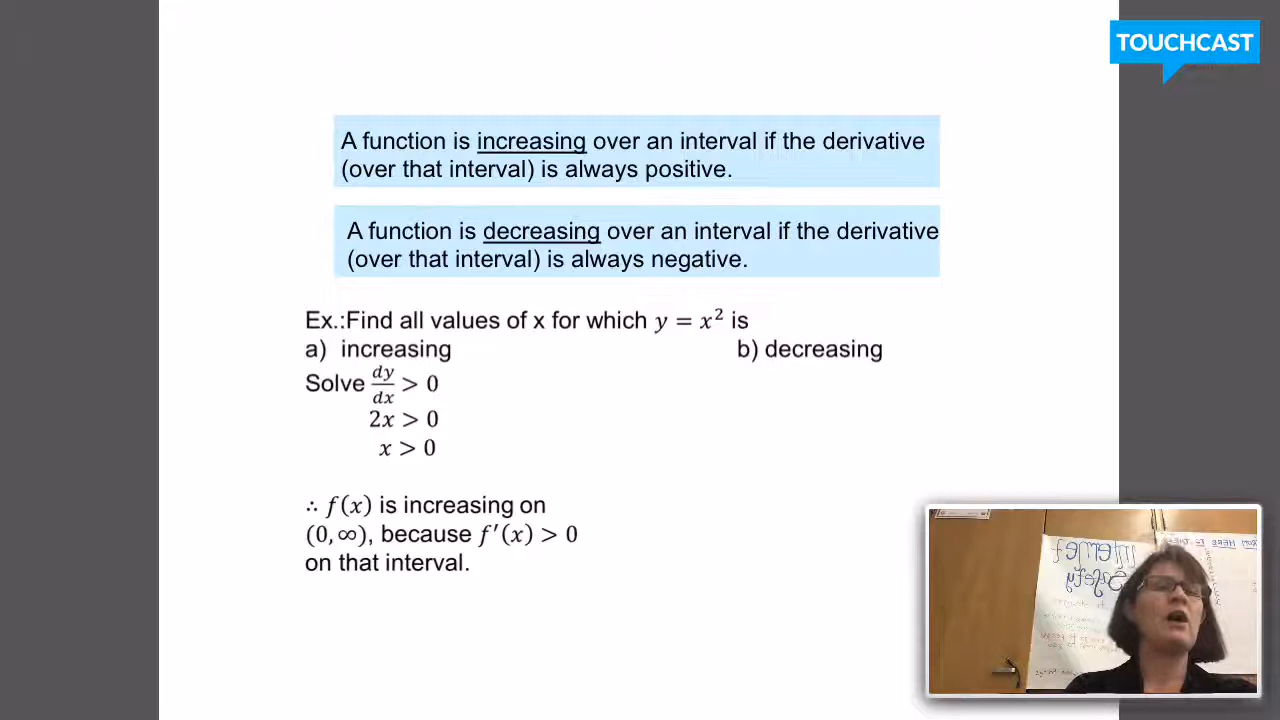 TOUCHCAST
A function is increasing over an interval if the derivative
(over that interval) is always positive.
A function is decreasing over an interval if the derivative
(over that interval) is always negative.
Ex.:Find all values of x for which y = x² is
a) increasing
b) decreasing
Solve dy/dx > 0
2x > 0
x > 0
∴ f(x) is increasing on
(0, ∞), because f′(x) > 0
on that interval.
Internet
Safety